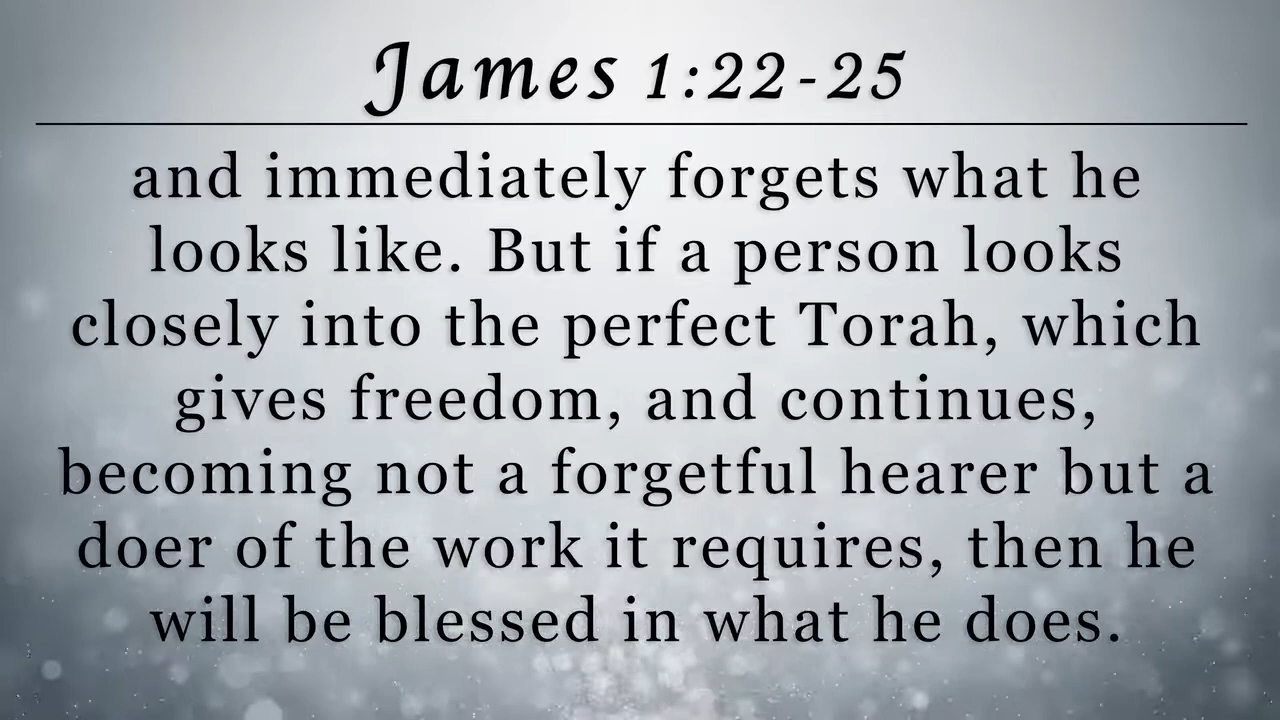 James 1:22-25
and immediately forgets what he
looks like. But if a person looks
closely into the perfect Torah, which
gives freedom, and continues,
becoming not a forgetful hearer but a
doer of the work it requires, then he
will be blessed in what he does.